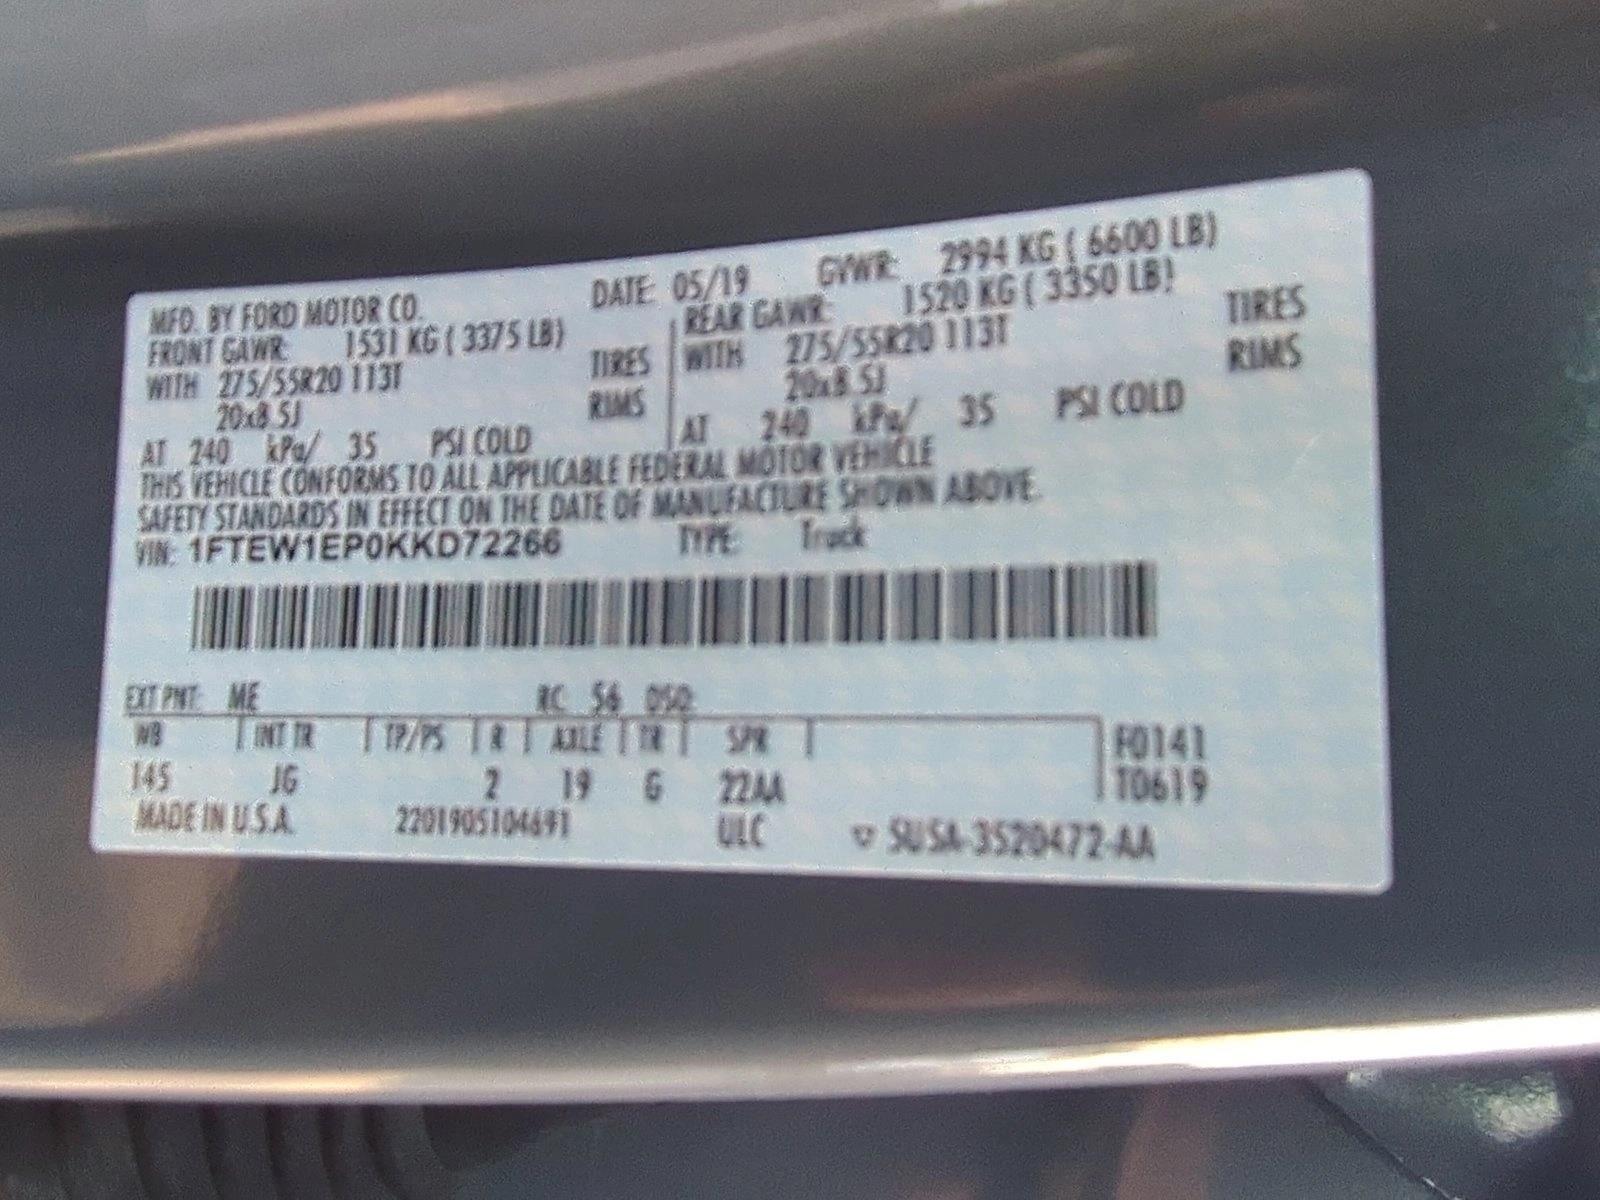 MFD. BY FORD MOTOR CO. DATE: 05/19 GVWR: 2994 KG ( 6600 LB)
FRONT GAWR: 1531 KG ( 3375 LB) REAR GAWR: 1520 KG ( 3350 LB)
WITH 275/55R20 113T TIRES WITH 275/55R20 113T TIRES
20x8.5J RIMS 20x8.5J RIMS
AT 240 kPa/ 35 PSI COLD AT 240 kPa/ 35 PSI COLD
THIS VEHICLE CONFORMS TO ALL APPLICABLE FEDERAL MOTOR VEHICLE
SAFETY STANDARDS IN EFFECT ON THE DATE OF MANUFACTURE SHOWN ABOVE.
VIN: 1FTEW1EP0KKD72266 TYPE: Truck
EXT PNT: ME RC: 56 DSO:
WB INT TR TP/PS R AXLE TR SPR F0141
145 JG 2 19 G 22AA T0619
MADE IN U.S.A. 2201905104691 ULC SUSA-3520472-AA